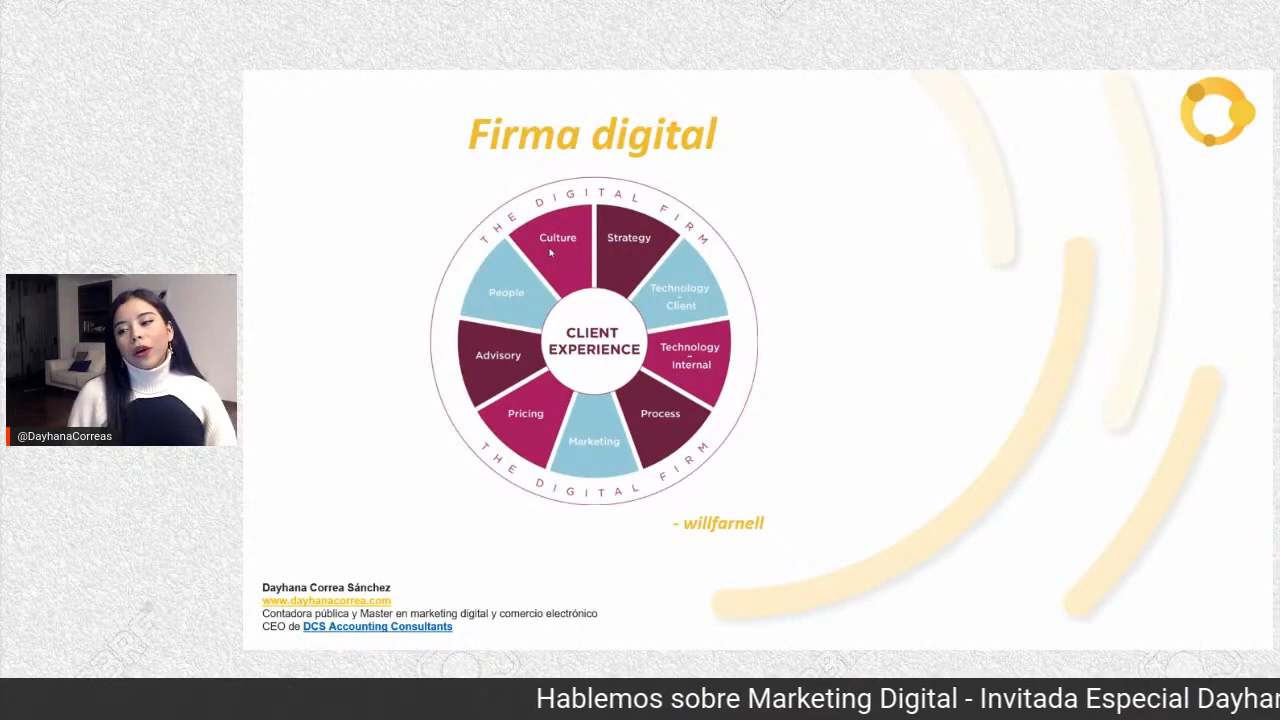 Firma digital
THE DIGITAL FIRM
Culture
Strategy
People
Technology
-
Client
CLIENT
EXPERIENCE
Advisory
Technology
-
Internal
Pricing
Process
Marketing
THE DIGITAL FIRM
- willfarnell
@DayhanaCorreas
Dayhana Correa Sánchez
www.dayhanacorrea.com
Contadora pública y Master en marketing digital y comercio electrónico
CEO de DCS Accounting Consultants
Hablemos sobre Marketing Digital - Invitada Especial Dayhan